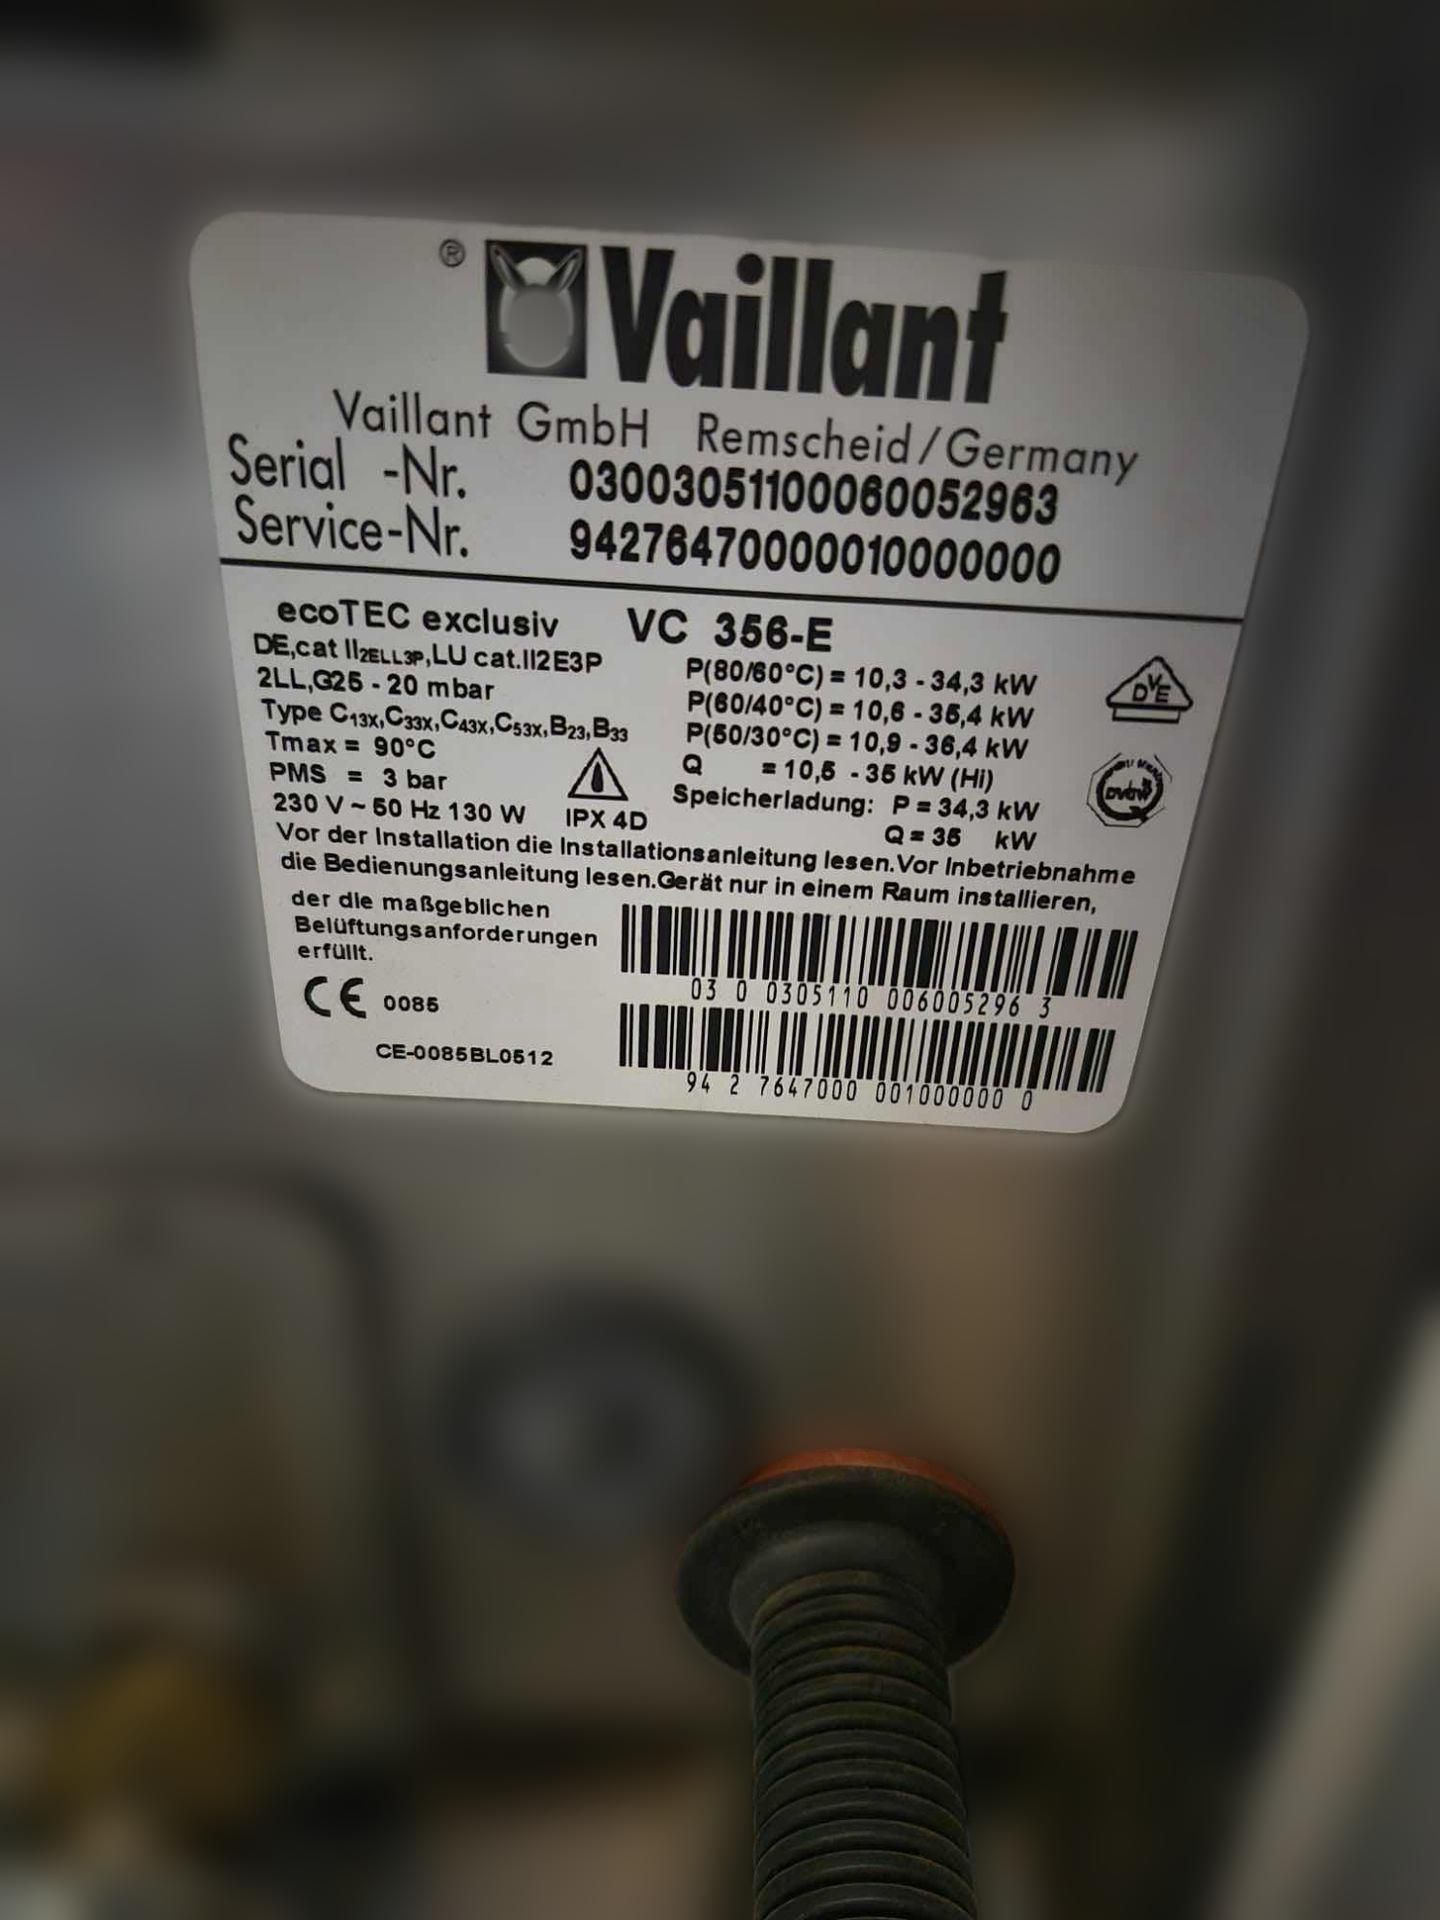 ® Vaillant
Vaillant GmbH Remscheid/Germany
Serial -Nr. 03003051100060052963
Service-Nr. 94276470000010000000
ecoTEC exclusiv VC 356-E
DE,cat II2ELL3P,LU cat.II2E3P
2LL,G25 - 20 mbar
Type C13X,C33X,C43X,C53X,B23,B33
Tmax = 90°C
PMS = 3 bar
230 V ~ 50 Hz 130 W
IPX 4D
P(80/60°C) = 10,3 - 34,3 kW
P(60/40°C) = 10,6 - 35,4 kW
P(50/30°C) = 10,9 - 36,4 kW
Q = 10,5 - 35 kW (Hi)
Speicherladung: P = 34,3 kW
Q = 35 kW
DVE
DVGW
Vor der Installation die Installationsanleitung lesen.Vor Inbetriebnahme
die Bedienungsanleitung lesen.Gerät nur in einem Raum installieren,
der die maßgeblichen
Belüftungsanforderungen
erfüllt.
CE 0085
CE-0085BL0512
03 0 0305110 006005296 3
94 2 7647000 001000000 0